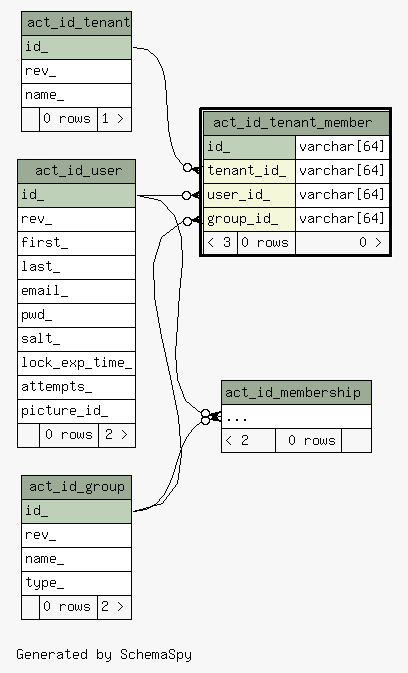 act_id_tenant
id_
rev_
name_
0 rows 1 >
act_id_tenant_member
id_ varchar[64]
tenant_id_ varchar[64]
user_id_ varchar[64]
group_id_ varchar[64]
< 3 0 rows 0 >
act_id_user
id_
rev_
first_
last_
email_
pwd_
salt_
lock_exp_time_
attempts_
picture_id_
0 rows 2 >
act_id_membership
...
< 2 0 rows
act_id_group
id_
rev_
name_
type_
0 rows 2 >
Generated by SchemaSpy